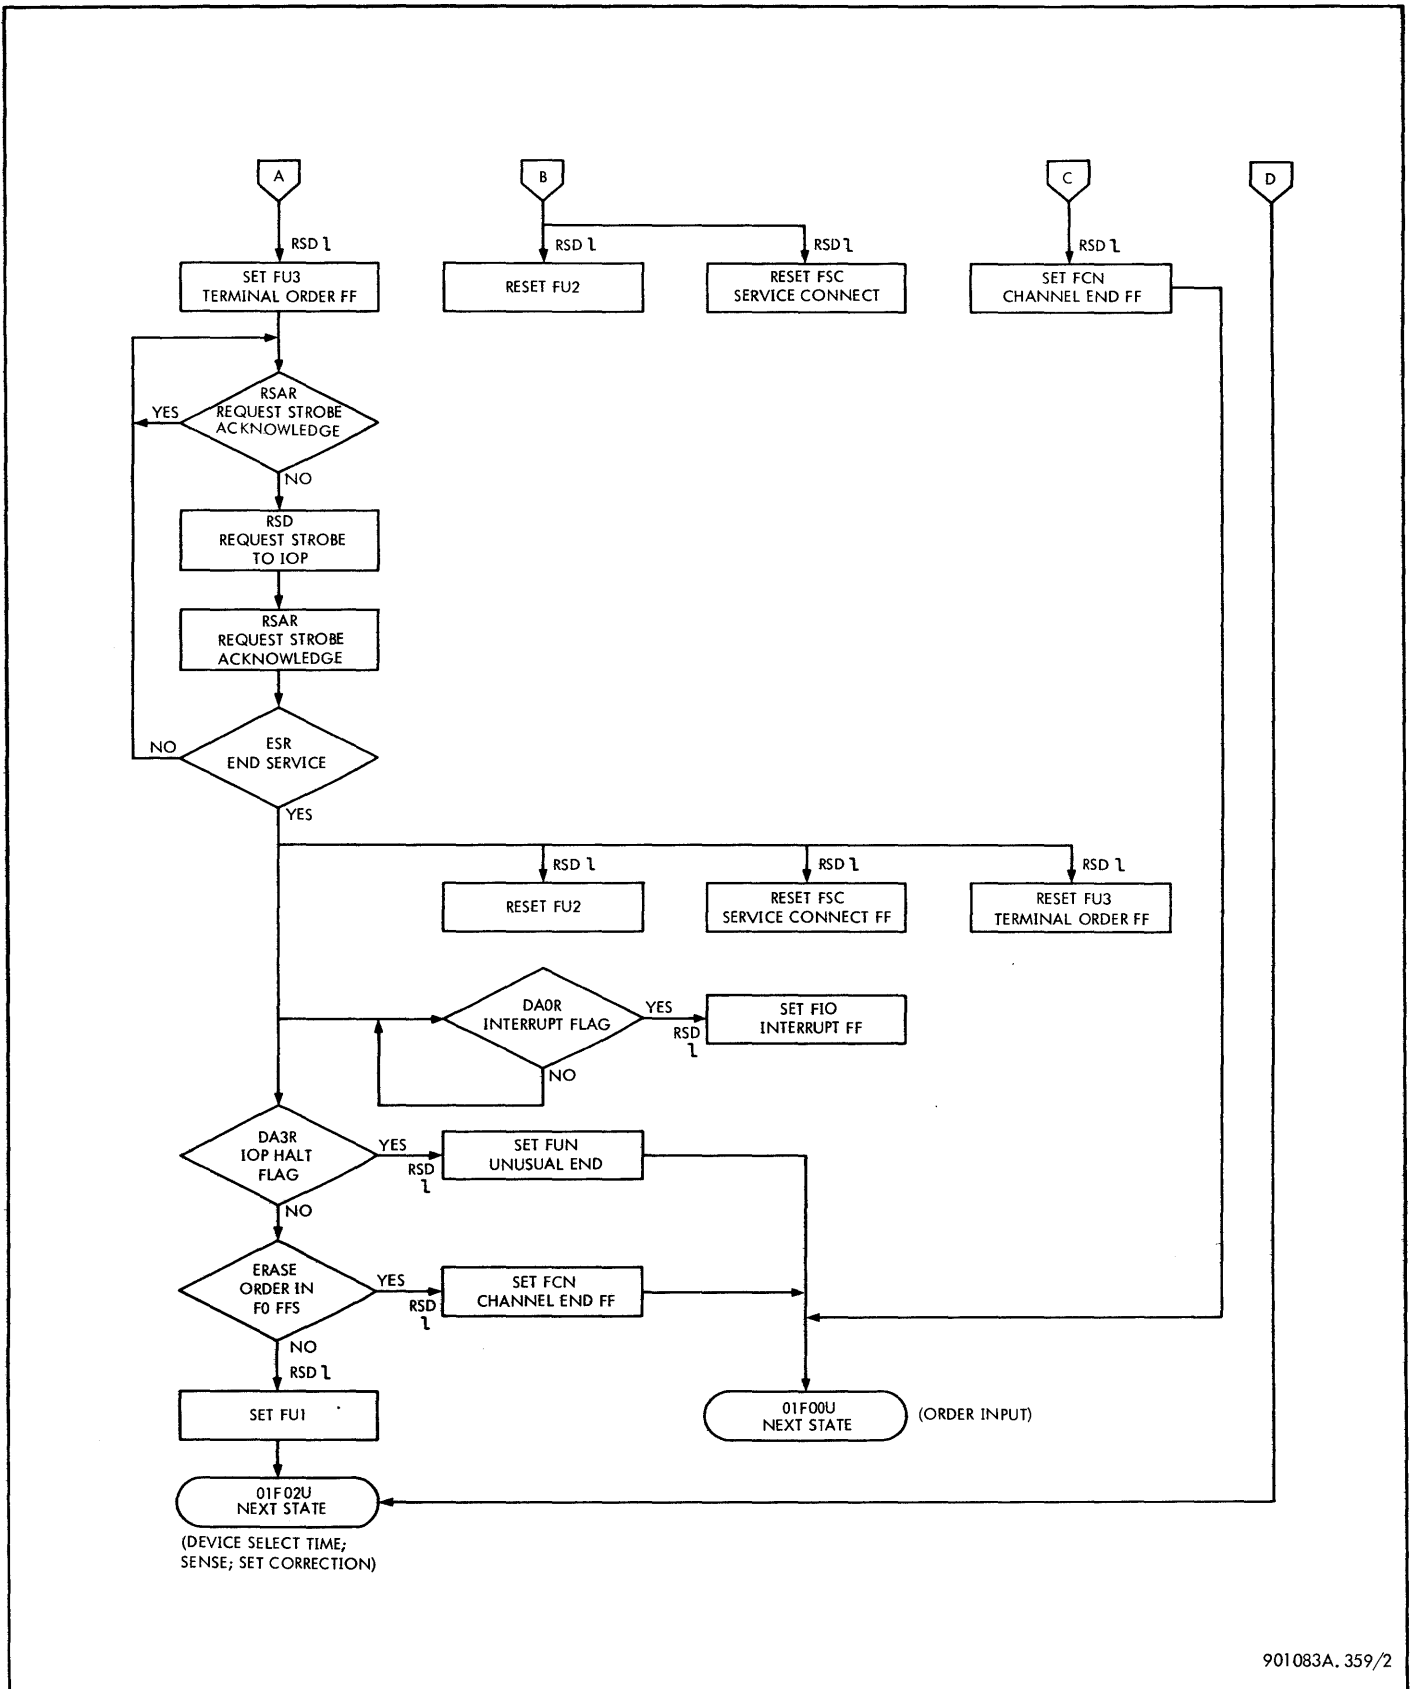 A
B
C
D
RSD ↓
RSD ↓
RSD ↓
RSD ↓
SET FU3
TERMINAL ORDER FF
RESET FU2
RESET FSC
SERVICE CONNECT
SET FCN
CHANNEL END FF
RSAR
REQUEST STROBE
ACKNOWLEDGE
YES
NO
RSD
REQUEST STROBE
TO IOP
RSAR
REQUEST STROBE
ACKNOWLEDGE
ESR
END SERVICE
NO
YES
RSD ↓
RSD ↓
RSD ↓
RESET FU2
RESET FSC
SERVICE CONNECT FF
RESET FU3
TERMINAL ORDER FF
DA0R
INTERRUPT FLAG
YES
RSD
↓
NO
SET FIO
INTERRUPT FF
DA3R
IOP HALT
FLAG
YES
RSD
↓
NO
SET FUN
UNUSUAL END
ERASE
ORDER IN
F0 FFS
YES
RSD
↓
NO
SET FCN
CHANNEL END FF
RSD ↓
SET FU1
01F00U
NEXT STATE
(ORDER INPUT)
01F02U
NEXT STATE
(DEVICE SELECT TIME;
SENSE; SET CORRECTION)
901083A. 359/2